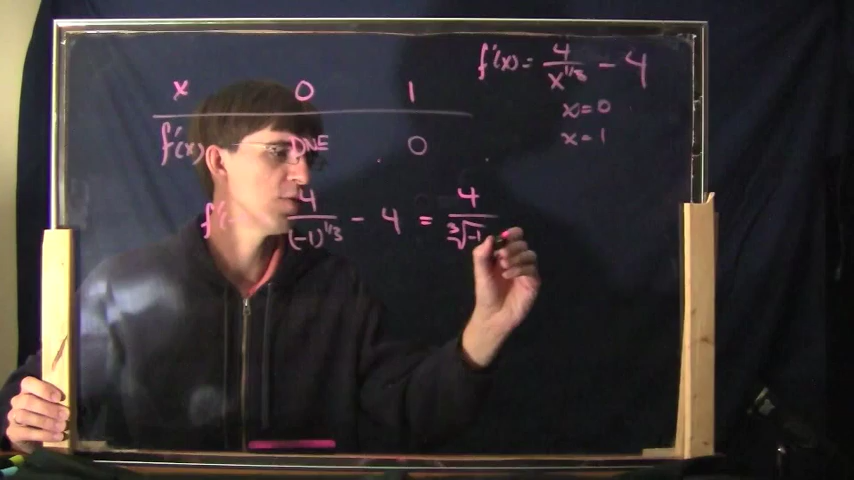 f'(x) = 4/x^{1/3} - 4
x = 0
x = 1
x 0 1
f'(x) DNE 0
f'( 4/(-1)^{1/3} - 4 = 4/∛-1